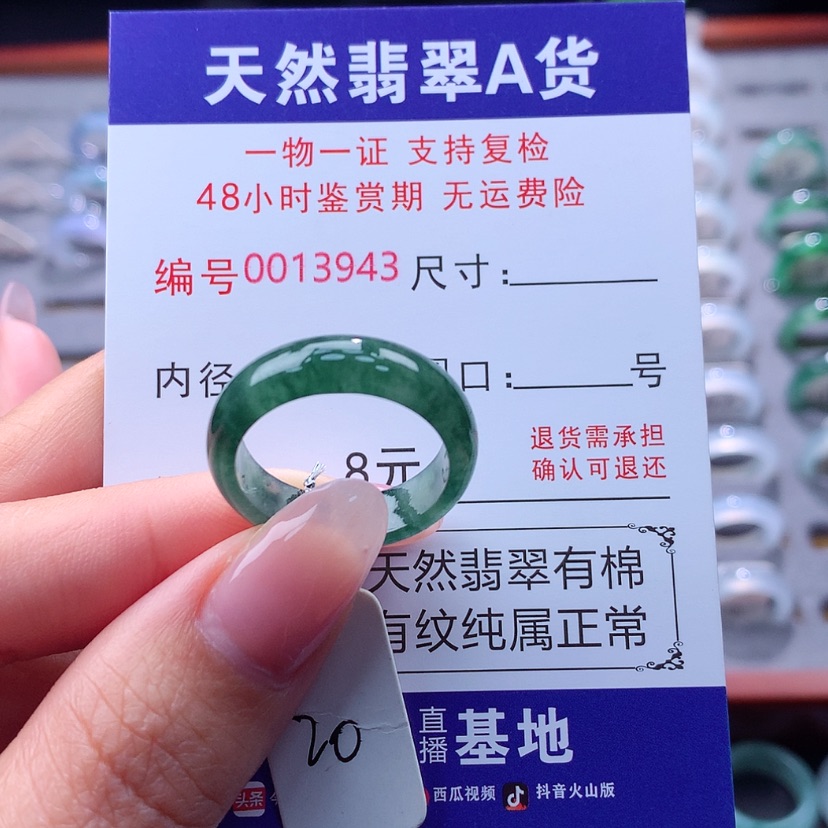 天然翡翠A货
一物一证 支持复检
48小时鉴赏期 无运费险
编号0013943 尺寸:
内径 口: 号
8元
退货需承担
确认可退还
天然翡翠有棉
有纹纯属正常
20
直播基地
头条 西瓜视频 抖音火山版